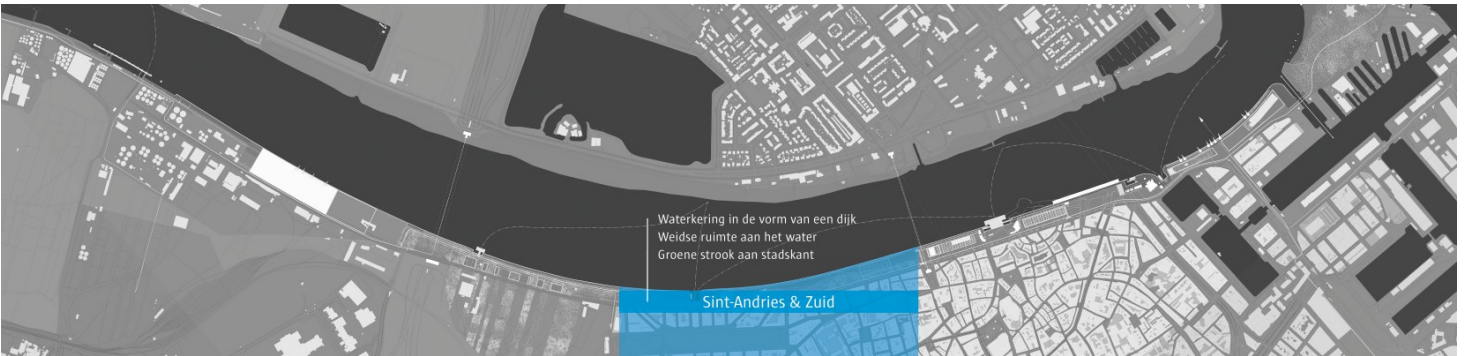 Waterkering in de vorm van een dijk
Weidse ruimte aan het water
Groene strook aan stadskant
Sint-Andries & Zuid